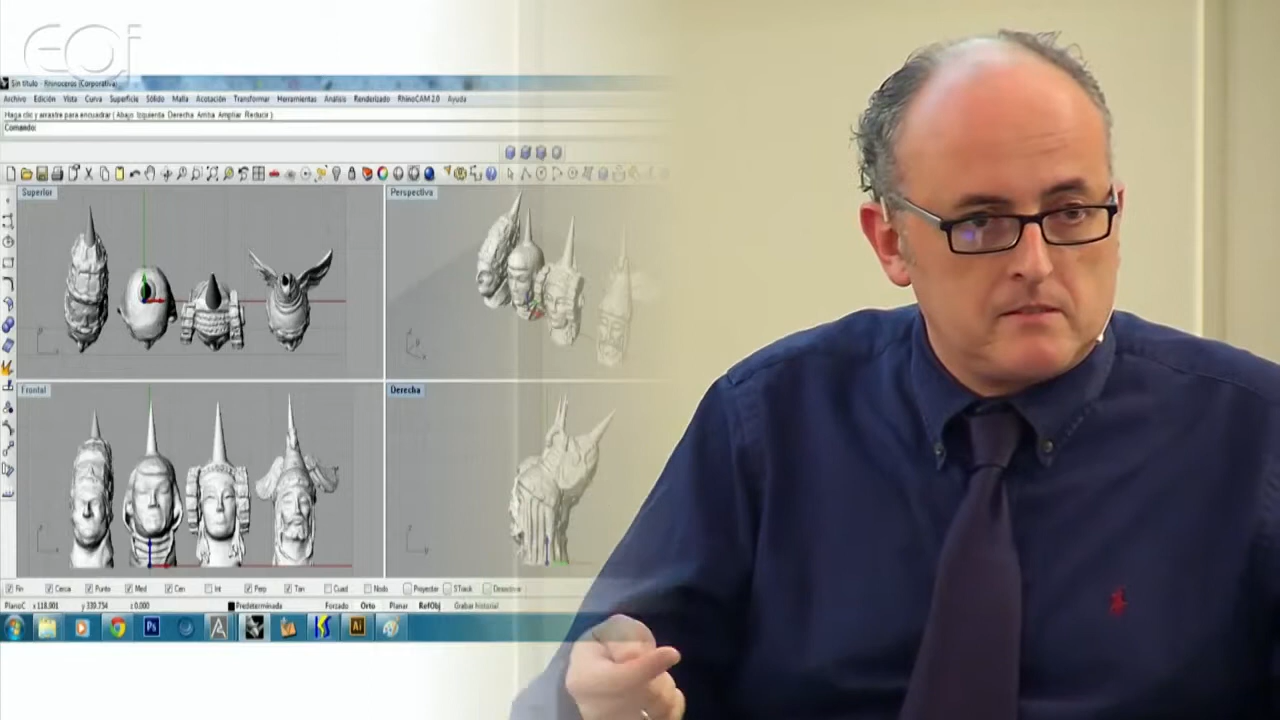 EOI
Sin título - Rhinoceros (Corporativa)
Archivo Edición Vista Curva Superficie Sólido Malla Acotación Transformar Herramientas Análisis Renderizado RhinoCAM 2.0 Ayuda
Haga clic y arrastre para encuadrar ( Abajo Izquierda Derecha Arriba Ampliar Reducir )
Comando:
Superior
Perspectiva
Frontal
Derecha
Fin Cerca Punto Med Cen Int Perp Tan Cuad Nodo Proyectar STrack Desactivar
PlanoC x 118.901 y 339.754 z 0.000 Predeterminada Forzado Orto Planar RefObj Grabar historial
Ps
Ai